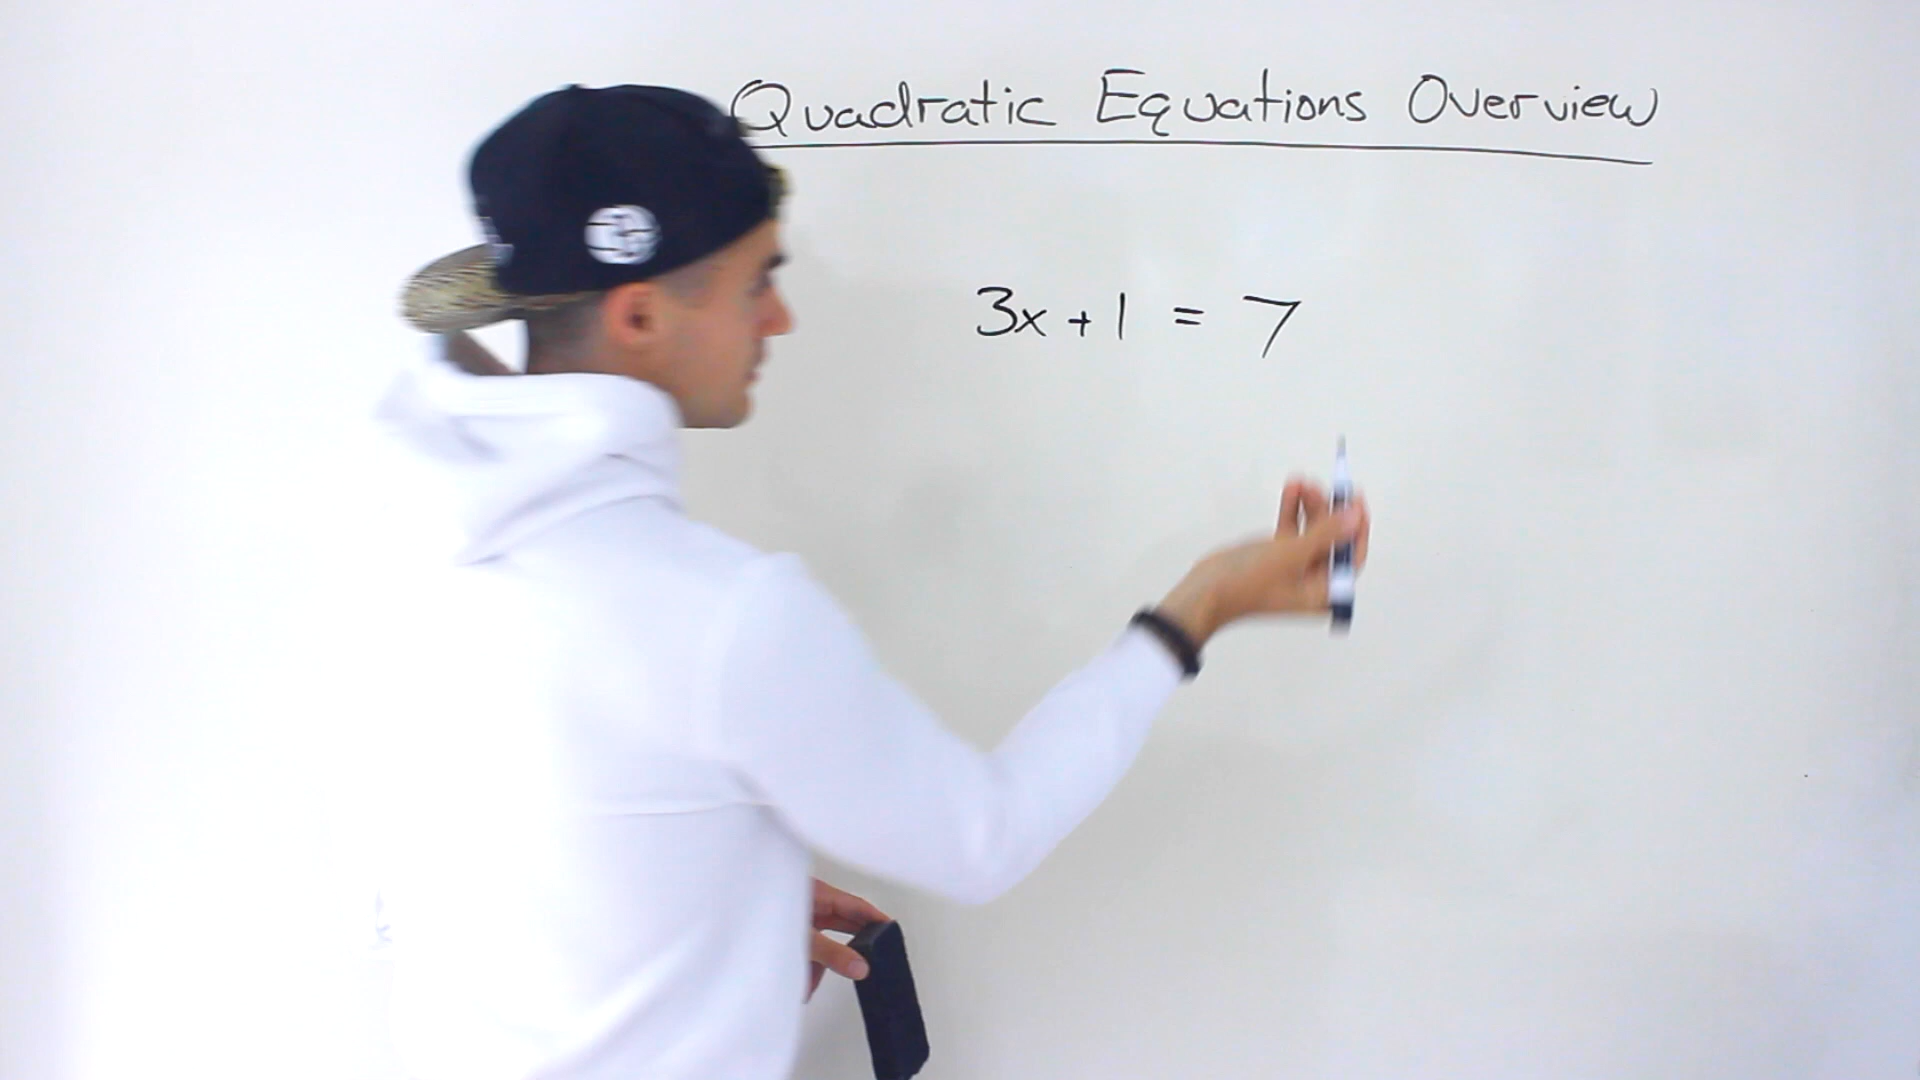 Quadratic Equations Overview
3x + 1 = 7